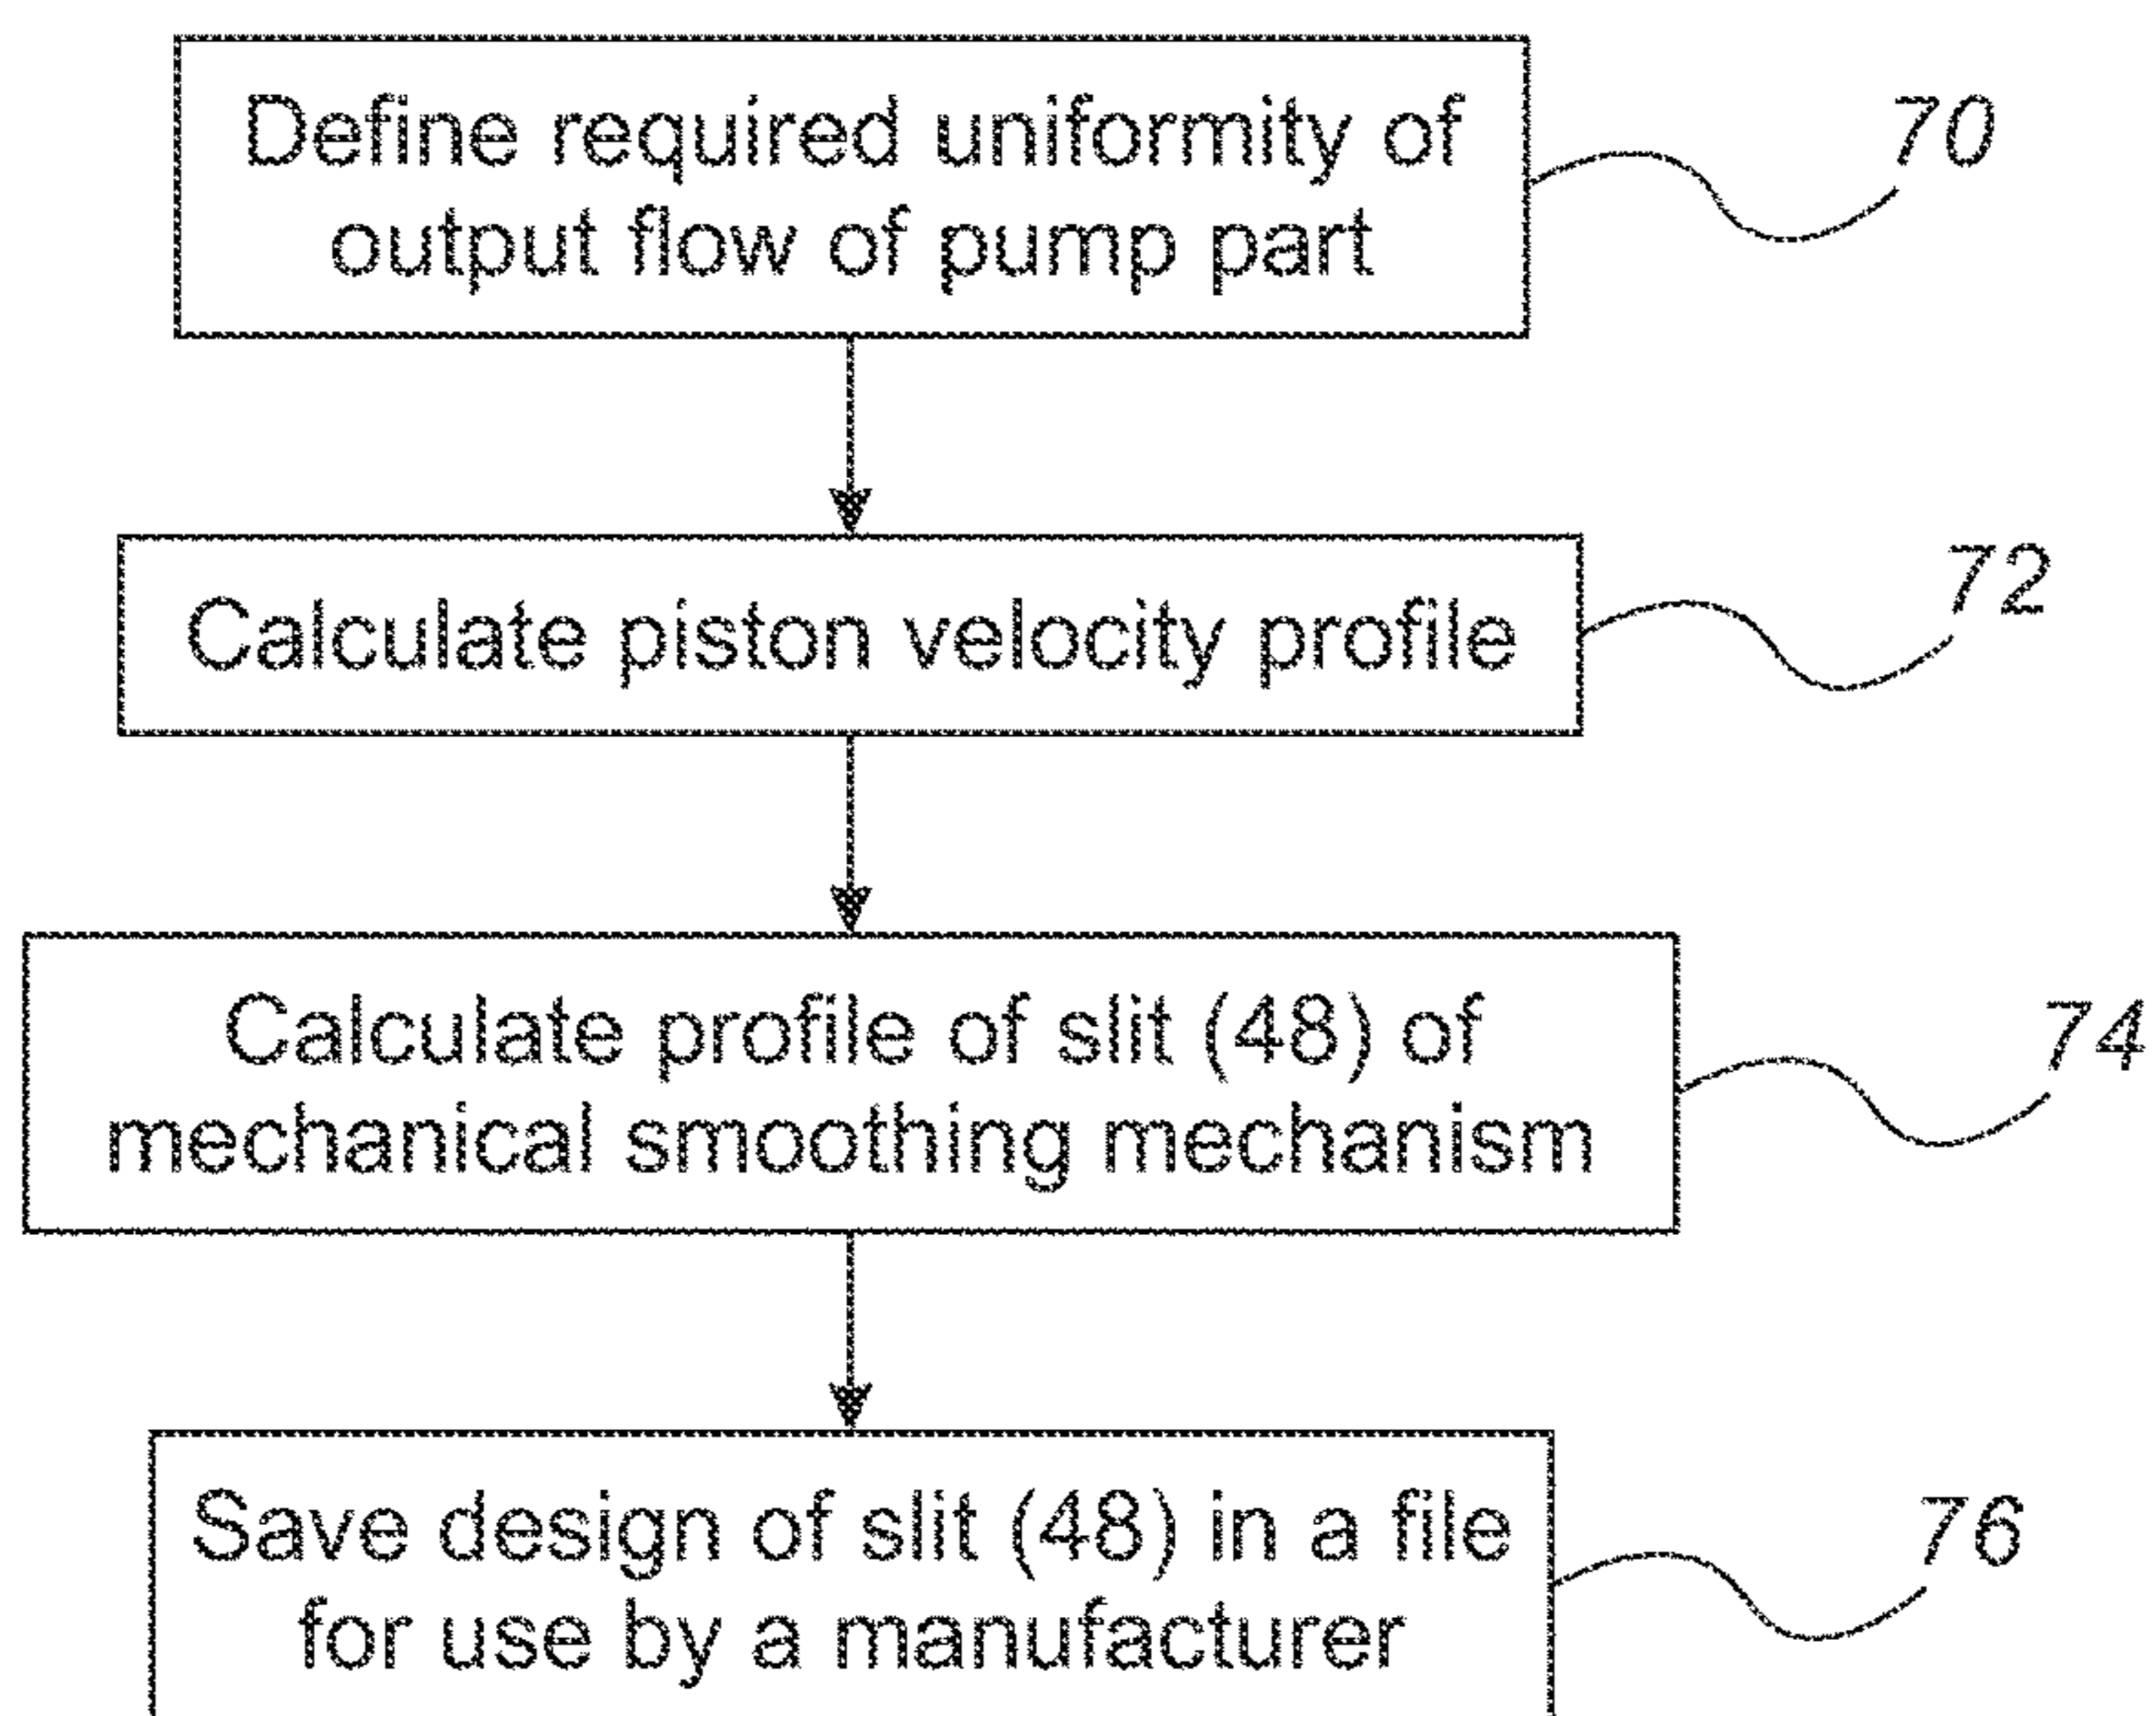 Define required uniformity of
output flow of pump part
70
Calculate piston velocity profile
72
Calculate profile of slit (48) of
mechanical smoothing mechanism
74
Save design of slit (48) in a file
for use by a manufacturer
76